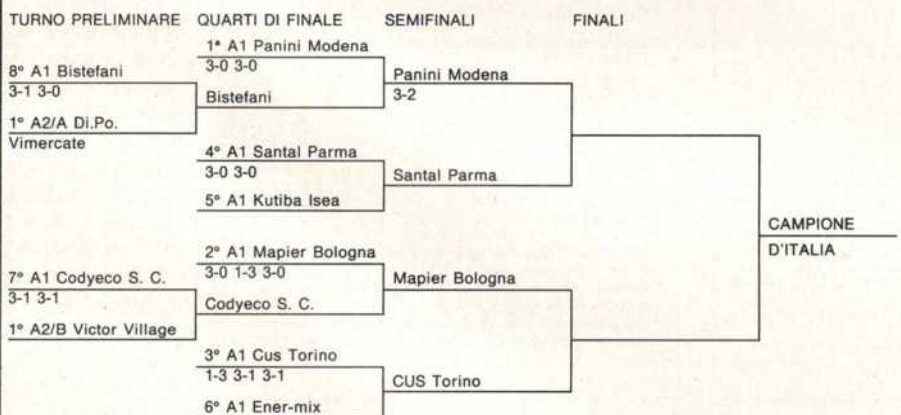 TURNO PRELIMINARE QUARTI DI FINALE SEMIFINALI FINALI
1ª A1 Panini Modena
3-0 3-0
8° A1 Bistefani
3-1 3-0
Panini Modena
3-2
Bistefani
1° A2/A Di.Po.
Vimercate
4° A1 Santal Parma
3-0 3-0
Santal Parma
5° A1 Kutiba Isea
CAMPIONE
D'ITALIA
2° A1 Mapier Bologna
3-0 1-3 3-0
7° A1 Codyeco S. C.
3-1 3-1
Mapier Bologna
Codyeco S. C.
1° A2/B Victor Village
3° A1 Cus Torino
1-3 3-1 3-1
CUS Torino
6° A1 Ener-mix